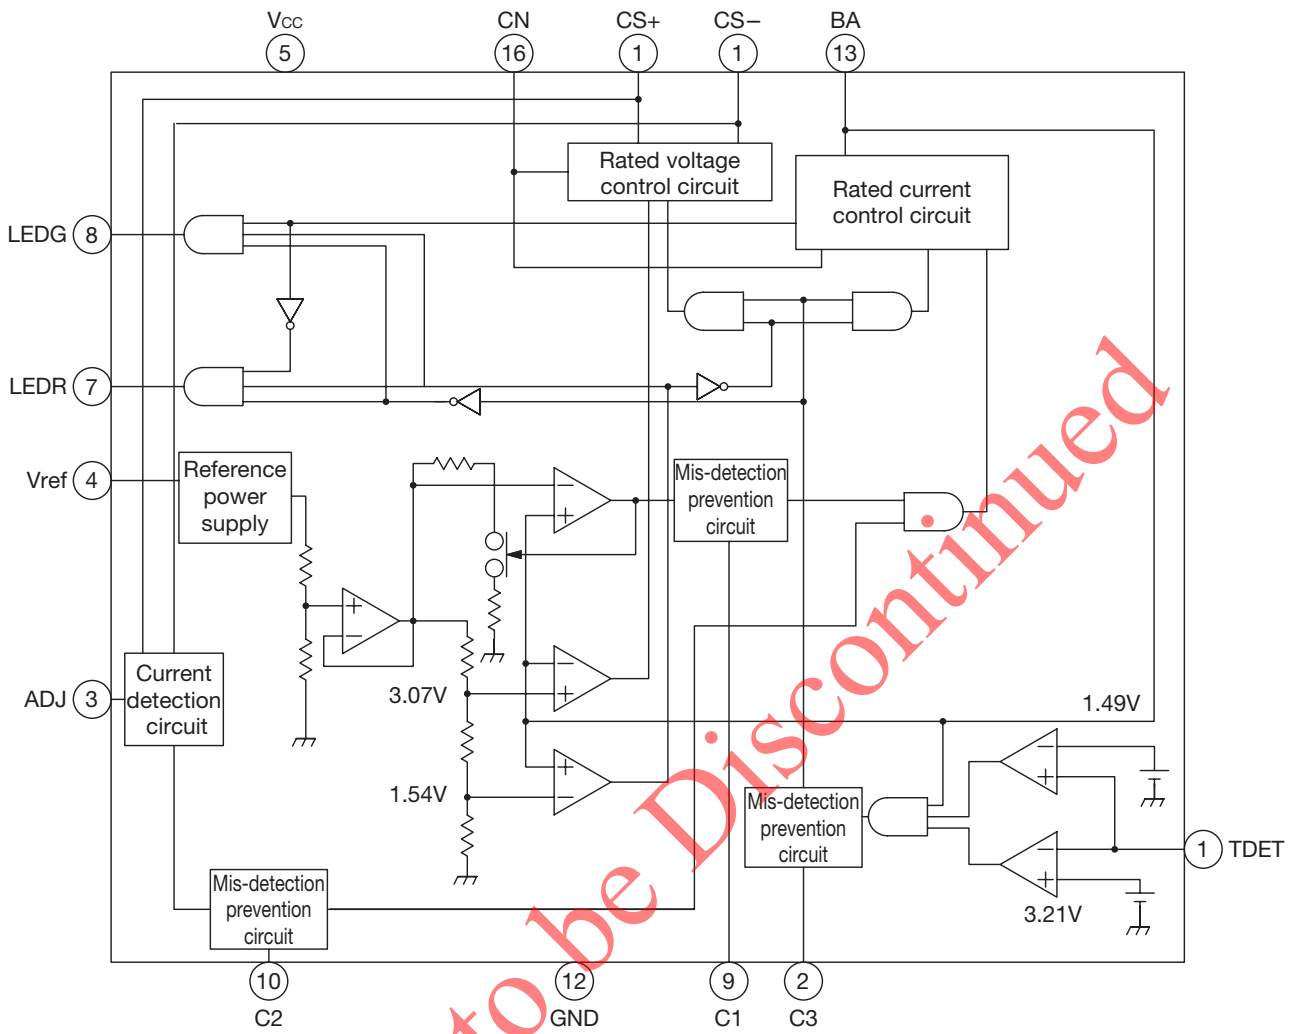 VCC
CN
CS+
CS−
BA
5
16
1
1
13
Rated voltage
control circuit
Rated current
control circuit
LEDG
8
LEDR
7
Vref
4
Reference
power
supply
Mis-detection
prevention
circuit
−
+
+
−
3.07V
−
+
ADJ
3
Current
detection
circuit
1.49V
1.54V
+
−
−
+
Mis-detection
prevention
circuit
−
+
1
TDET
3.21V
Mis-detection
prevention
circuit
10
12
9
2
C2
GND
C1
C3
to be Discontinued